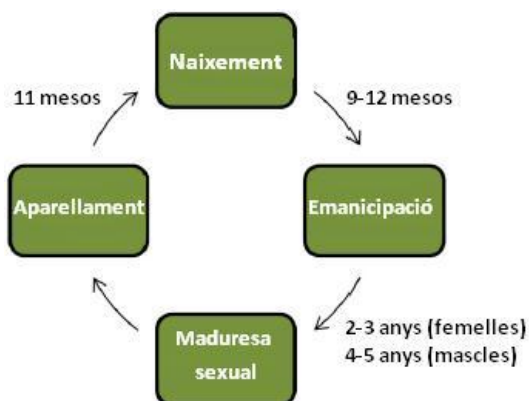 Naixement
11 mesos
9-12 mesos
Aparellament
Emanicipació
2-3 anys (femelles)
4-5 anys (mascles)
Maduresa
sexual